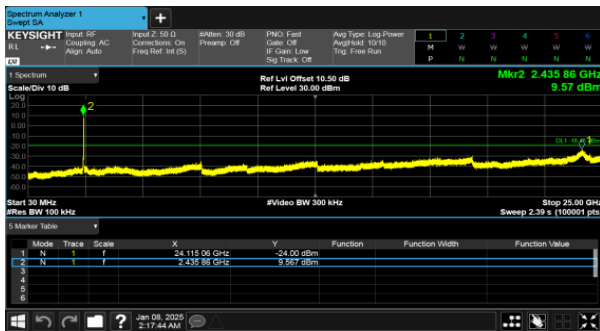 Spectrum Analyzer 1
Swept SA
+
KEYSIGHT Input: RF Input Z: 50 Ω #Atten: 30 dB PNO: Fast Avg Type: Log-Power 1 2 3 4 5 6
RL Coupling: AC Corrections: On Preamp: Off Gate: Off Avg|Hold: 10/10 M W W W W W
Align: Auto Freq Ref: Int (S) IF Gain: Low Trig: Free Run
LXI Sig Track: Off P N N N N N
1 Spectrum Ref Lvl Offset 10.50 dB Mkr2 2.435 86 GHz
Scale/Div 10 dB Ref Level 30.00 dBm 9.57 dBm
Log
20.0
10.0
0.00
-10.0
-20.0
-30.0
-40.0
-50.0
-60.0
2
1
Start 30 MHz #Video BW 300 kHz Stop 25.00 GHz
#Res BW 100 kHz Sweep 2.39 s (100001 pts)
5 Marker Table
Mode Trace Scale X Y Function Function Width Function Value
1 N 1 f 24.115 06 GHz -24.00 dBm
2 N 1 f 2.435 86 GHz 9.567 dBm
3
4
5
6
?
Jan 08, 2025
2:17:44 AM